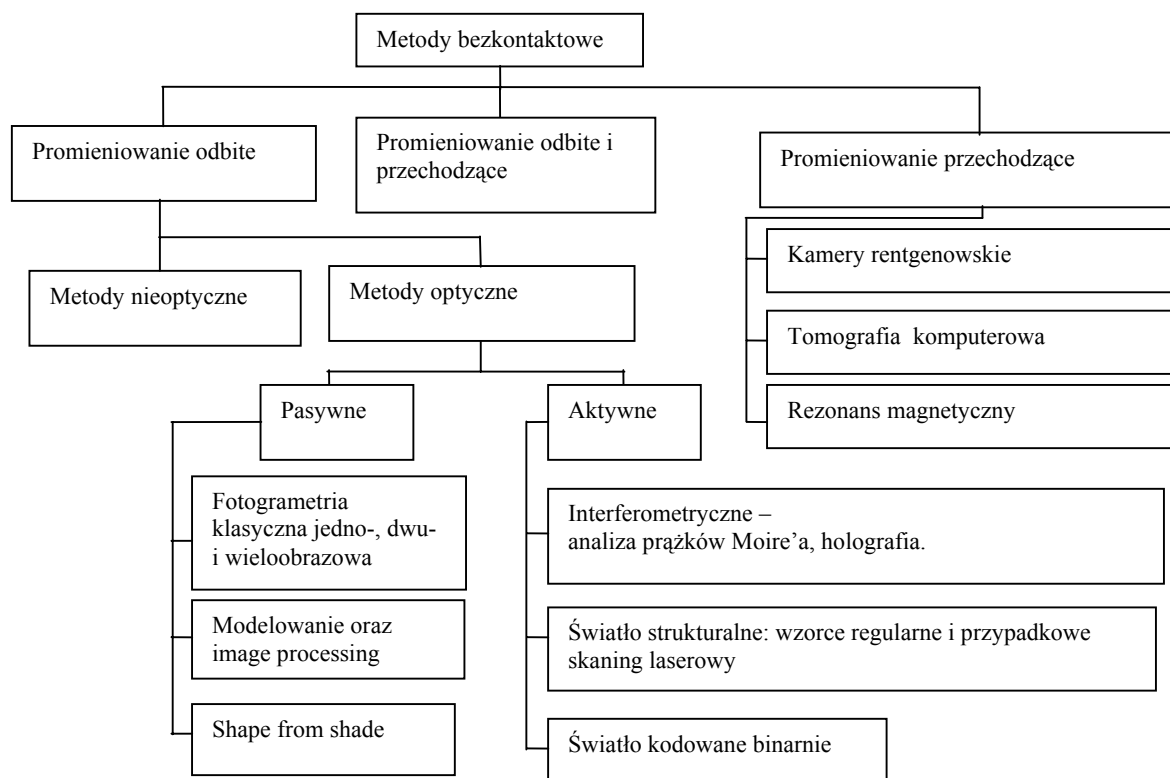 Metody bezkontaktowe
Promieniowanie odbite
Promieniowanie odbite i
przechodzące
Promieniowanie przechodzące
Kamery rentgenowskie
Metody nieoptyczne
Metody optyczne
Tomografia komputerowa
Rezonans magnetyczny
Pasywne
Aktywne
Fotogrametria
klasyczna jedno-, dwu-
i wieloobrazowa
Interferometryczne –
analiza prążków Moire’a, holografia.
Modelowanie oraz
image processing
Światło strukturalne: wzorce regularne i przypadkowe
skaning laserowy
Shape from shade
Światło kodowane binarnie